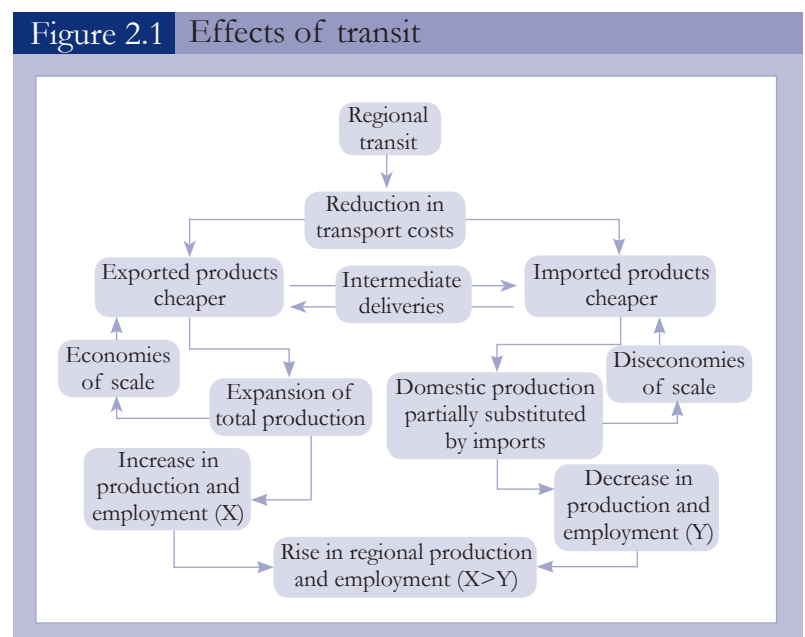 Figure 2.1 Effects of transit
Regional
transit
Reduction in
transport costs
Exported products
cheaper
Intermediate
deliveries
Imported products
cheaper
Economies
of scale
Expansion of
total production
Domestic production
partially substituted
by imports
Diseconomies
of scale
Increase in
production and
employment (X)
Decrease in
production and
employment (Y)
Rise in regional production
and employment (X>Y)